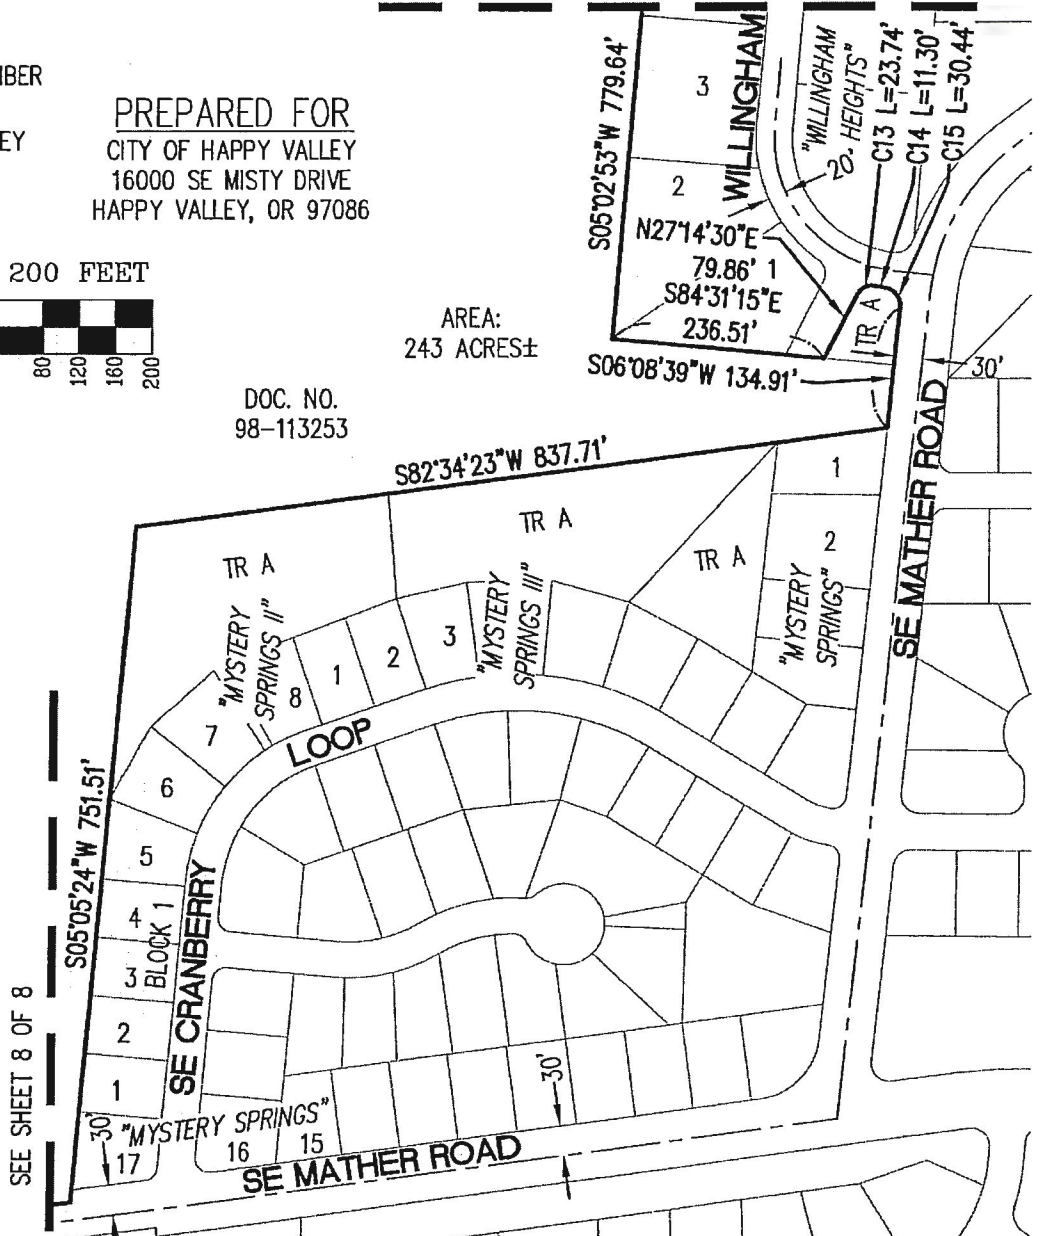 IBER
EY
PREPARED FOR
CITY OF HAPPY VALLEY
16000 SE MISTY DRIVE
HAPPY VALLEY, OR 97086
200 FEET
80
120
160
200
AREA:
243 ACRES±
DOC. NO.
98-113253
S05°02'53"W 779.64'
3
2
WILLINGHAM
"WILLINGHAM
HEIGHTS"
20'
C13 L=23.74'
C14 L=11.30'
C15 L=30.44'
N27°14'30"E
79.86' 1
S84°31'15"E
236.51'
TR A
S06°08'39"W 134.91'
30'
SE MATHER ROAD
S82°34'23"W 837.71'
TR A
TR A
TR A
1
2
"MYSTERY
SPRINGS"
SE MATHER ROAD
"MYSTERY
SPRINGS II"
"MYSTERY
SPRINGS III"
8
1
2
3
7
6
5
4
3
2
1
BLOCK 1
LOOP
SE CRANBERRY
S05°05'24"W 751.51'
SEE SHEET 8 OF 8
30'
"MYSTERY SPRINGS"
17
16
15
30'
SE MATHER ROAD